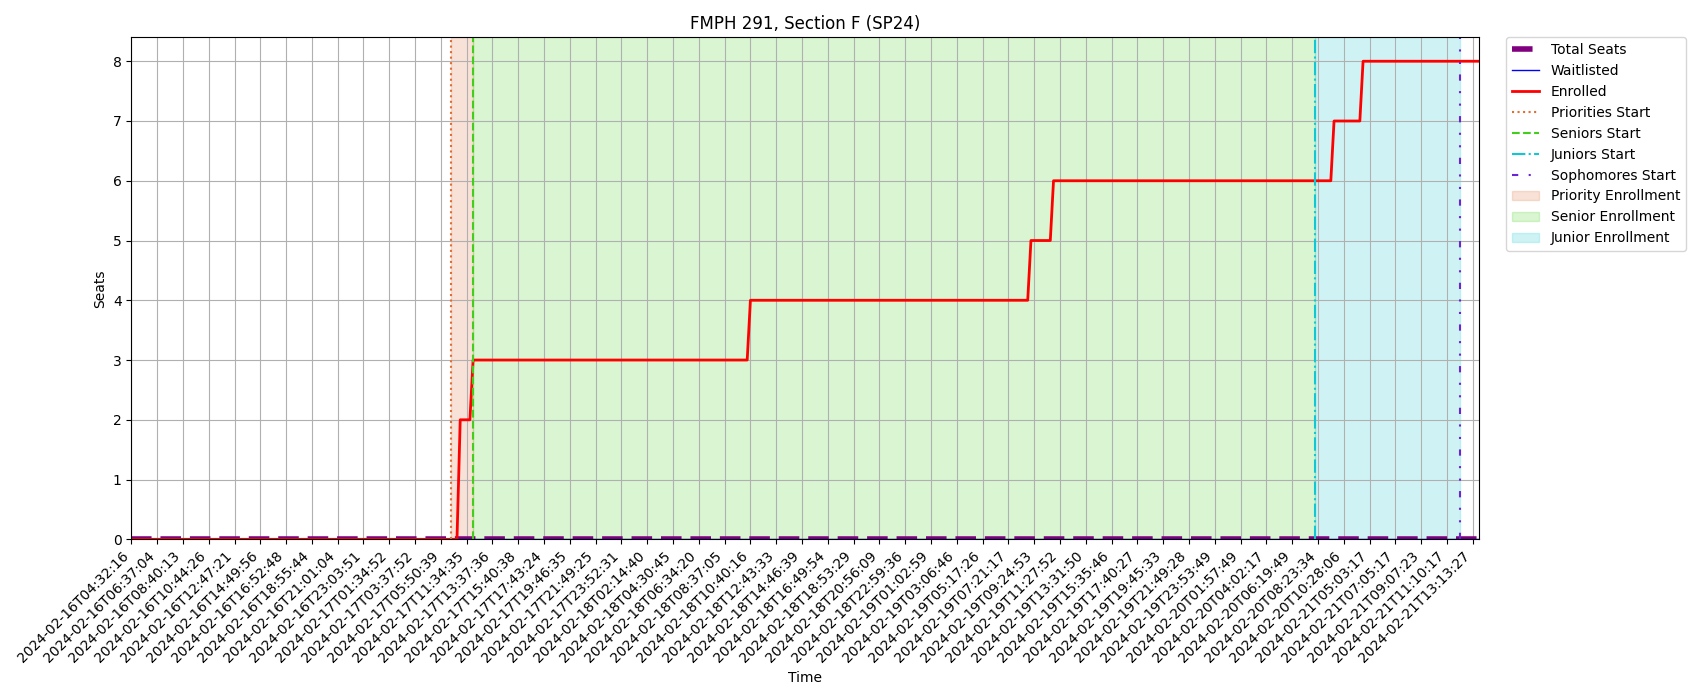 FMPH 291, Section F (SP24)
Total Seats
Waitlisted
Enrolled
Priorities Start
Seniors Start
Juniors Start
Sophomores Start
Priority Enrollment
Senior Enrollment
Junior Enrollment
Seats
8
7
6
5
4
3
2
1
0
2024-02-16T04:32:16
2024-02-16T06:37:04
2024-02-16T08:40:13
2024-02-16T10:44:26
2024-02-16T12:47:21
2024-02-16T14:49:56
2024-02-16T16:52:48
2024-02-16T18:55:44
2024-02-16T21:01:04
2024-02-16T23:03:51
2024-02-17T01:34:52
2024-02-17T03:37:52
2024-02-17T05:50:39
2024-02-17T11:34:35
2024-02-17T13:37:36
2024-02-17T15:40:38
2024-02-17T17:43:24
2024-02-17T19:46:35
2024-02-17T21:49:25
2024-02-17T23:52:31
2024-02-18T02:14:40
2024-02-18T04:30:45
2024-02-18T06:34:20
2024-02-18T08:37:05
2024-02-18T10:40:16
2024-02-18T12:43:33
2024-02-18T14:46:39
2024-02-18T16:49:54
2024-02-18T18:53:29
2024-02-18T20:56:09
2024-02-18T22:59:36
2024-02-19T01:02:59
2024-02-19T03:06:46
2024-02-19T05:17:26
2024-02-19T07:21:17
2024-02-19T09:24:53
2024-02-19T11:27:52
2024-02-19T13:31:50
2024-02-19T15:35:46
2024-02-19T17:40:27
2024-02-19T19:45:33
2024-02-19T21:49:28
2024-02-19T23:53:49
2024-02-20T01:57:49
2024-02-20T04:02:17
2024-02-20T06:19:49
2024-02-20T08:23:34
2024-02-20T10:28:06
2024-02-21T05:03:17
2024-02-21T07:05:17
2024-02-21T09:07:23
2024-02-21T11:10:17
2024-02-21T13:13:27
Time